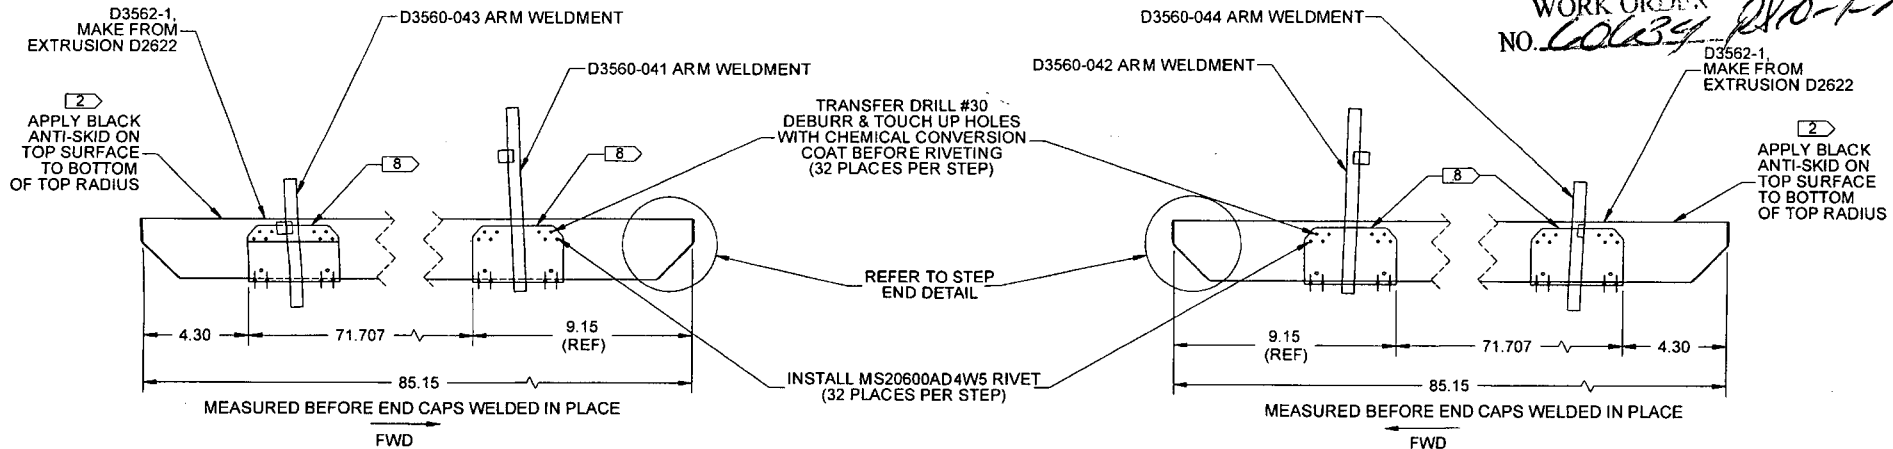 D3562-1,
MAKE FROM
EXTRUSION D2622
D3560-043 ARM WELDMENT
D3560-041 ARM WELDMENT
2
APPLY BLACK
ANTI-SKID ON
TOP SURFACE
TO BOTTOM
OF TOP RADIUS
8
8
TRANSFER DRILL #30
DEBURR & TOUCH UP HOLES
WITH CHEMICAL CONVERSION
COAT BEFORE RIVETING
(32 PLACES PER STEP)
REFER TO STEP
END DETAIL
INSTALL MS20600AD4W5 RIVET
(32 PLACES PER STEP)
4.30
71.707
9.15
(REF)
85.15
MEASURED BEFORE END CAPS WELDED IN PLACE
FWD
D3560-044 ARM WELDMENT
D3560-042 ARM WELDMENT
WORK ORDER
NO. 60634
D3562-1,
MAKE FROM
EXTRUSION D2622
2
APPLY BLACK
ANTI-SKID ON
TOP SURFACE
TO BOTTOM
OF TOP RADIUS
8
9.15
(REF)
71.707
4.30
85.15
MEASURED BEFORE END CAPS WELDED IN PLACE
FWD